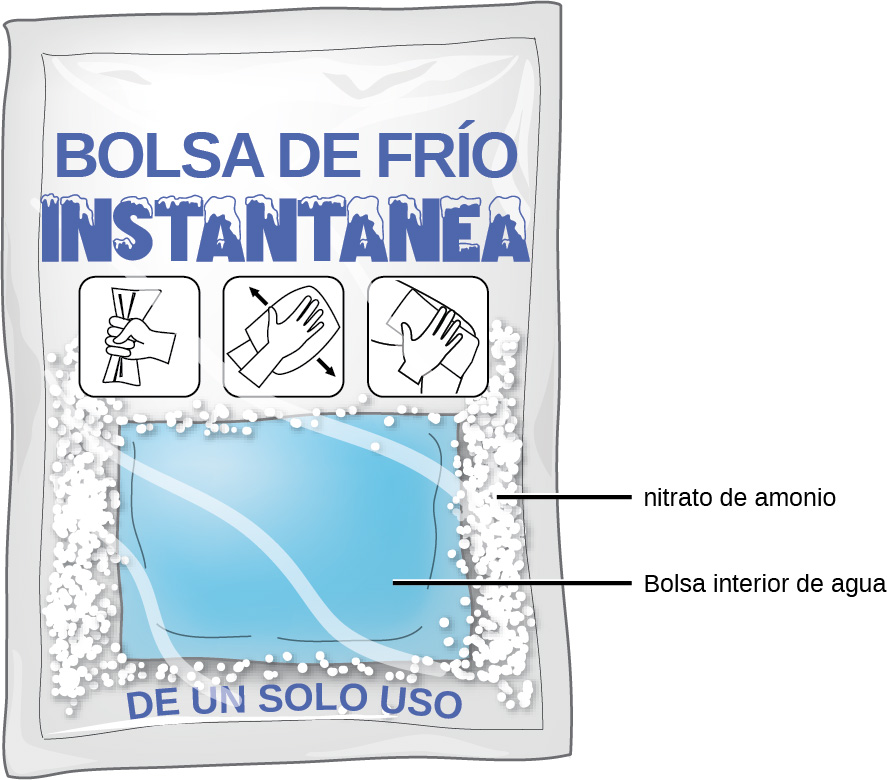 BOLSA DE FRÍO
INSTANTANEA
nitrato de amonio
Bolsa interior de agua
DE UN SOLO USO